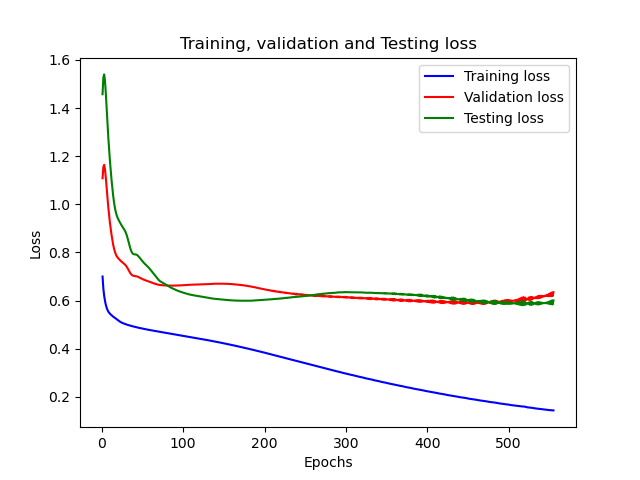 Training, validation and Testing loss
Training loss
Validation loss
Testing loss
Loss
1.6
1.4
1.2
1.0
0.8
0.6
0.4
0.2
0
100
200
300
400
500
Epochs